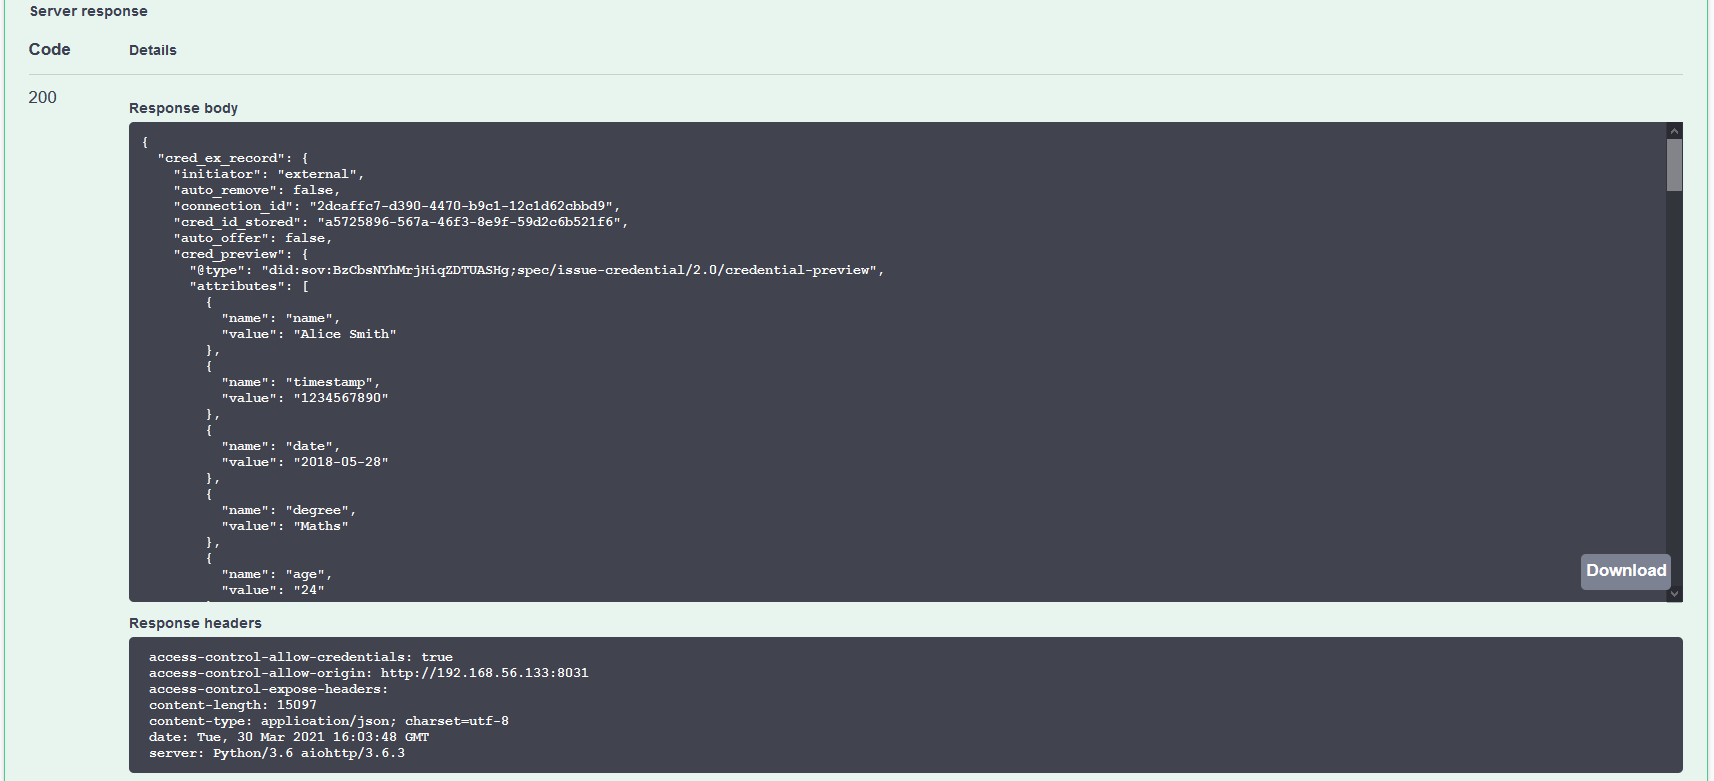 Server response
Code Details
200
Response body
{
  "cred_ex_record": {
    "initiator": "external",
    "auto_remove": false,
    "connection_id": "2dcaffc7-d390-4470-b9c1-12c1d62cbbd9",
    "cred_id_stored": "a5725896-567a-46f3-8e9f-59d2c6b521f6",
    "auto_offer": false,
    "cred_preview": {
      "@type": "did:sov:BzCbsNYhMrjHiqZDTUASHg;spec/issue-credential/2.0/credential-preview",
      "attributes": [
        {
          "name": "name",
          "value": "Alice Smith"
        },
        {
          "name": "timestamp",
          "value": "1234567890"
        },
        {
          "name": "date",
          "value": "2018-05-28"
        },
        {
          "name": "degree",
          "value": "Maths"
        },
        {
          "name": "age",
          "value": "24"
Download
Response headers
access-control-allow-credentials: true
access-control-allow-origin: http://192.168.56.133:8031
access-control-expose-headers:
content-length: 15097
content-type: application/json; charset=utf-8
date: Tue, 30 Mar 2021 16:03:48 GMT
server: Python/3.6 aiohttp/3.6.3